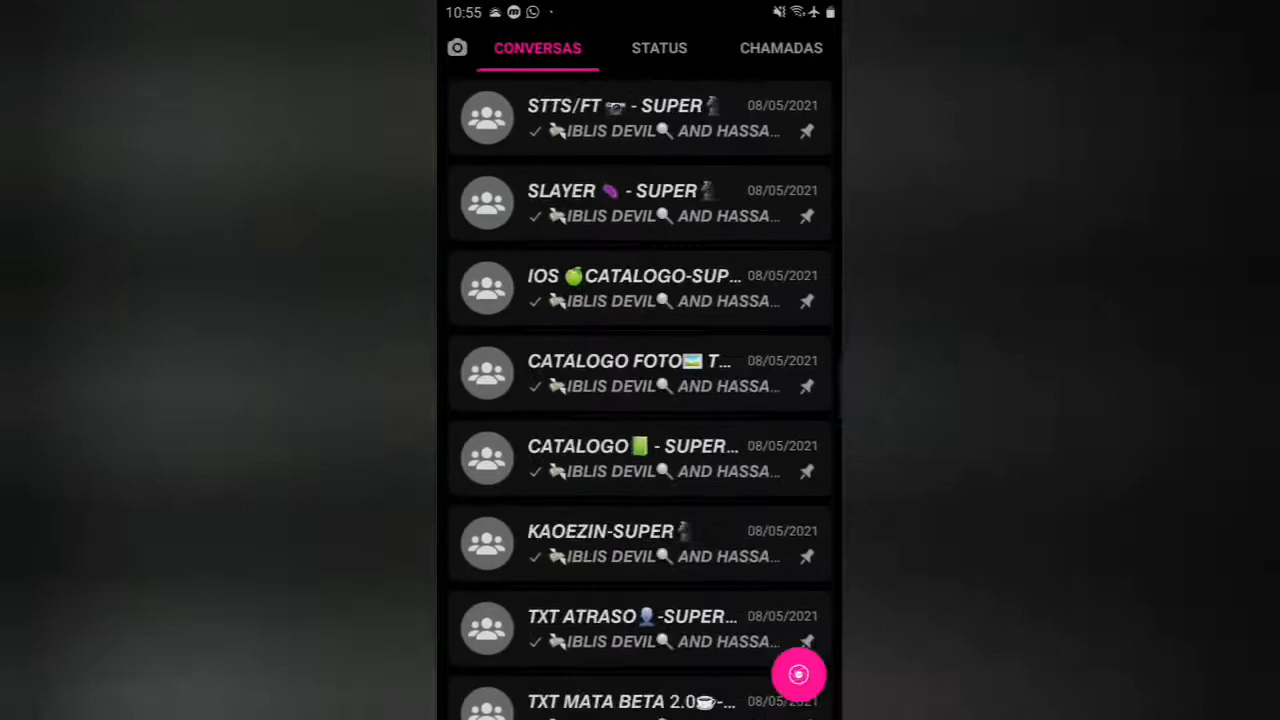 10:55
CONVERSAS STATUS CHAMADAS
STTS/FT 📷 - SUPER 08/05/2021
IBLIS DEVIL🔍 AND HASSA...
SLAYER 🍆 - SUPER 08/05/2021
IBLIS DEVIL🔍 AND HASSA...
IOS 🍏CATALOGO-SUP... 08/05/2021
IBLIS DEVIL🔍 AND HASSA...
CATALOGO FOTO🖼️ T... 08/05/2021
IBLIS DEVIL🔍 AND HASSA...
CATALOGO📗 - SUPER... 08/05/2021
IBLIS DEVIL🔍 AND HASSA...
KAOEZIN-SUPER 08/05/2021
IBLIS DEVIL🔍 AND HASSA...
TXT ATRASO👤-SUPER... 08/05/2021
IBLIS DEVIL🔍 AND HASSA...
TXT MATA BETA 2.0☕-... 08/05/2021